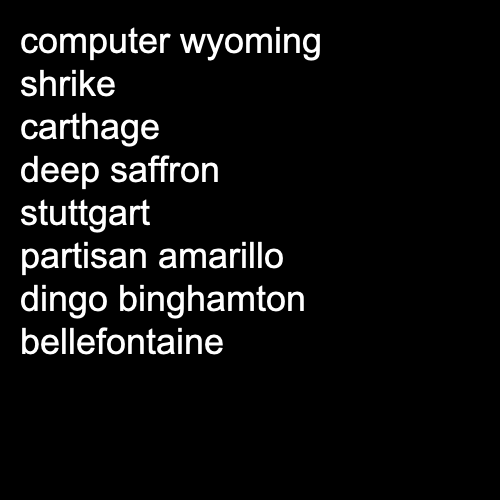 computer wyoming
shrike
carthage
deep saffron
stuttgart
partisan amarillo
dingo binghamton
bellefontaine